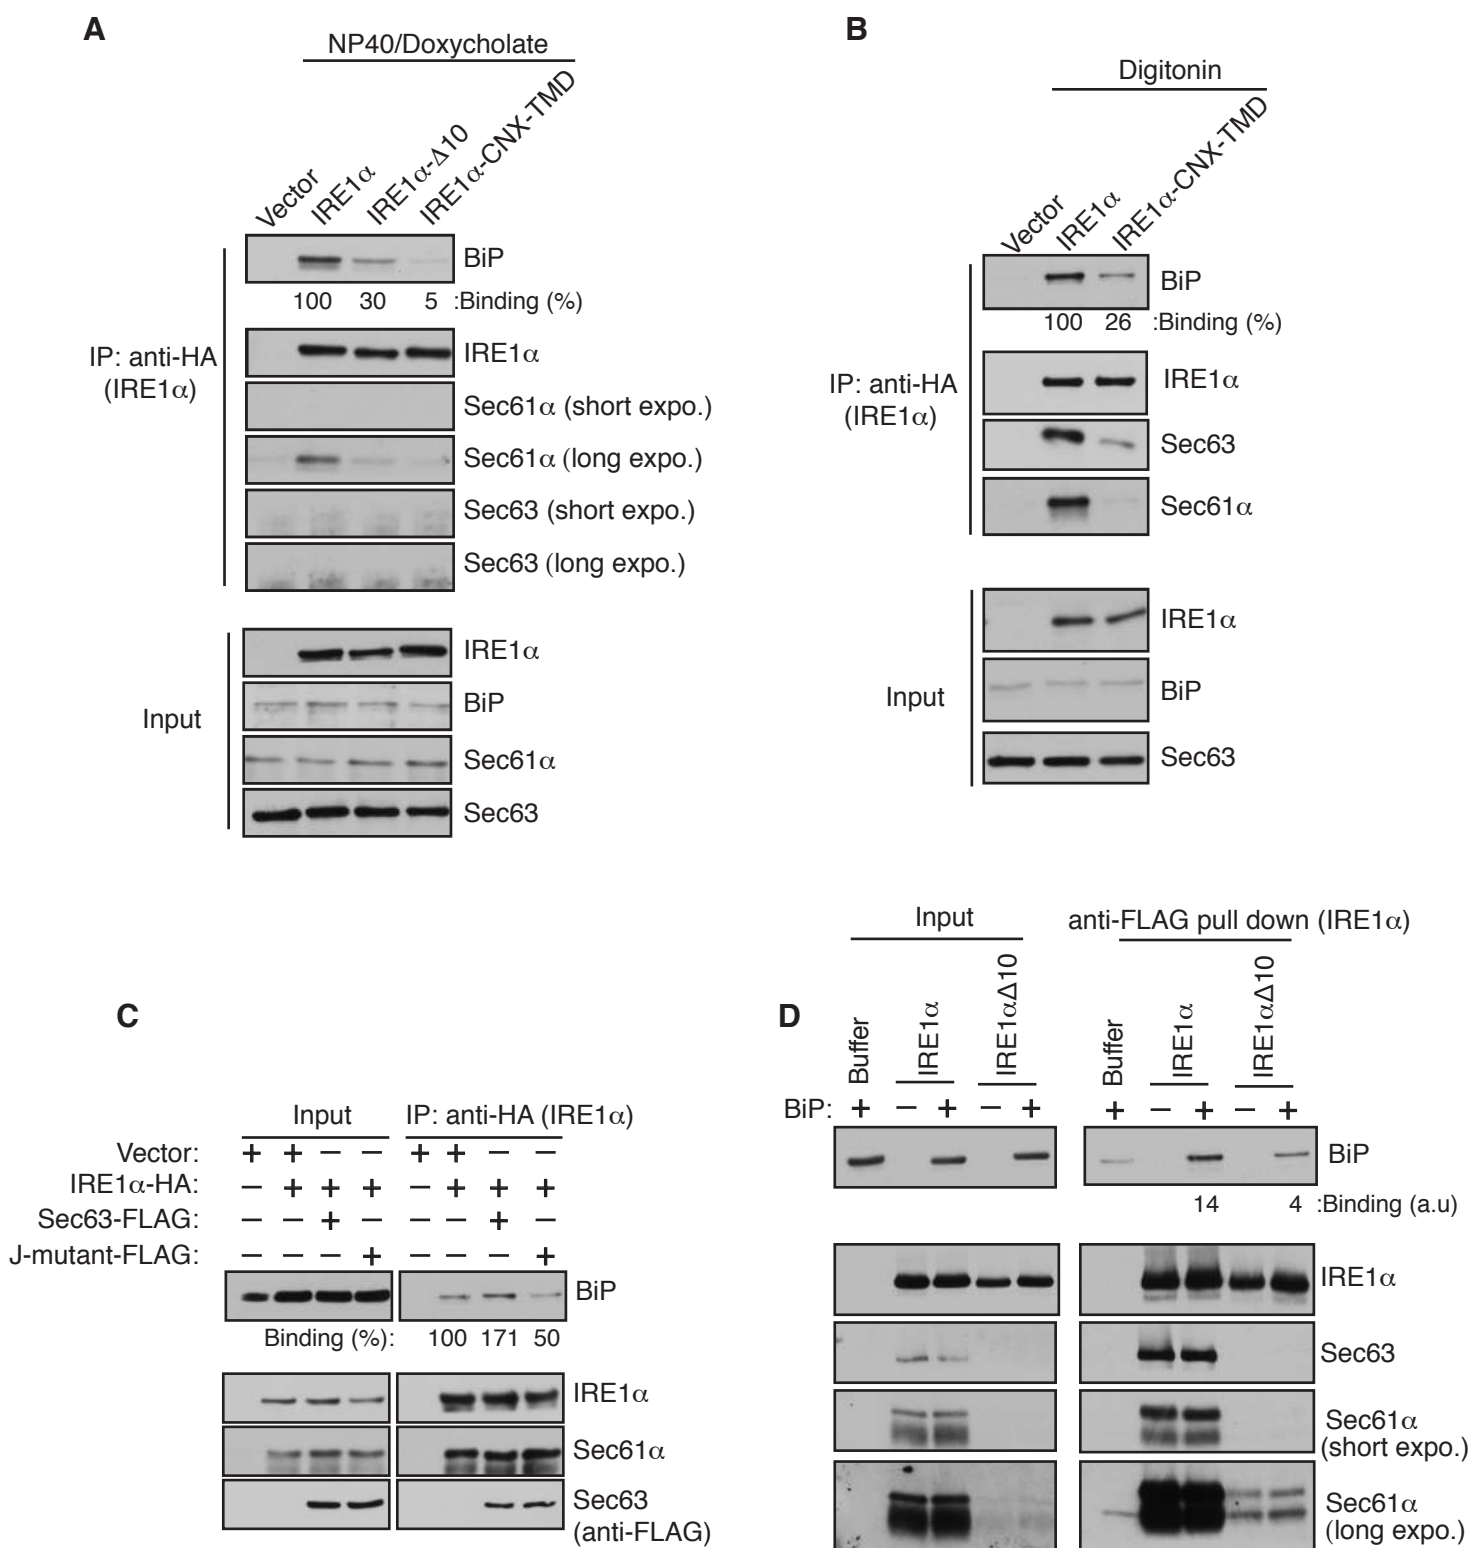 A
NP40/Doxycholate
Vector
IRE1α
IRE1α-Δ10
IRE1α-CNX-TMD
BiP
100 30 5 :Binding (%)
IP: anti-HA
(IRE1α)
IRE1α
Sec61α (short expo.)
Sec61α (long expo.)
Sec63 (short expo.)
Sec63 (long expo.)
Input
IRE1α
BiP
Sec61α
Sec63
B
Digitonin
Vector
IRE1α
IRE1α-CNX-TMD
BiP
100 26 :Binding (%)
IP: anti-HA
(IRE1α)
IRE1α
Sec63
Sec61α
Input
IRE1α
BiP
Sec63
C
Input IP: anti-HA (IRE1α)
Vector: + + − − + + − −
IRE1α-HA: − + + + − + + +
Sec63-FLAG: − − + − − − + −
J-mutant-FLAG: − − − + − − − +
BiP
Binding (%): 100 171 50
IRE1α
Sec61α
Sec63
(anti-FLAG)
D
Input anti-FLAG pull down (IRE1α)
Buffer
IRE1α
IRE1αΔ10
Buffer
IRE1α
IRE1αΔ10
BiP: + − + − + + − + − +
BiP
14 4 :Binding (a.u)
IRE1α
Sec63
Sec61α
(short expo.)
Sec61α
(long expo.)